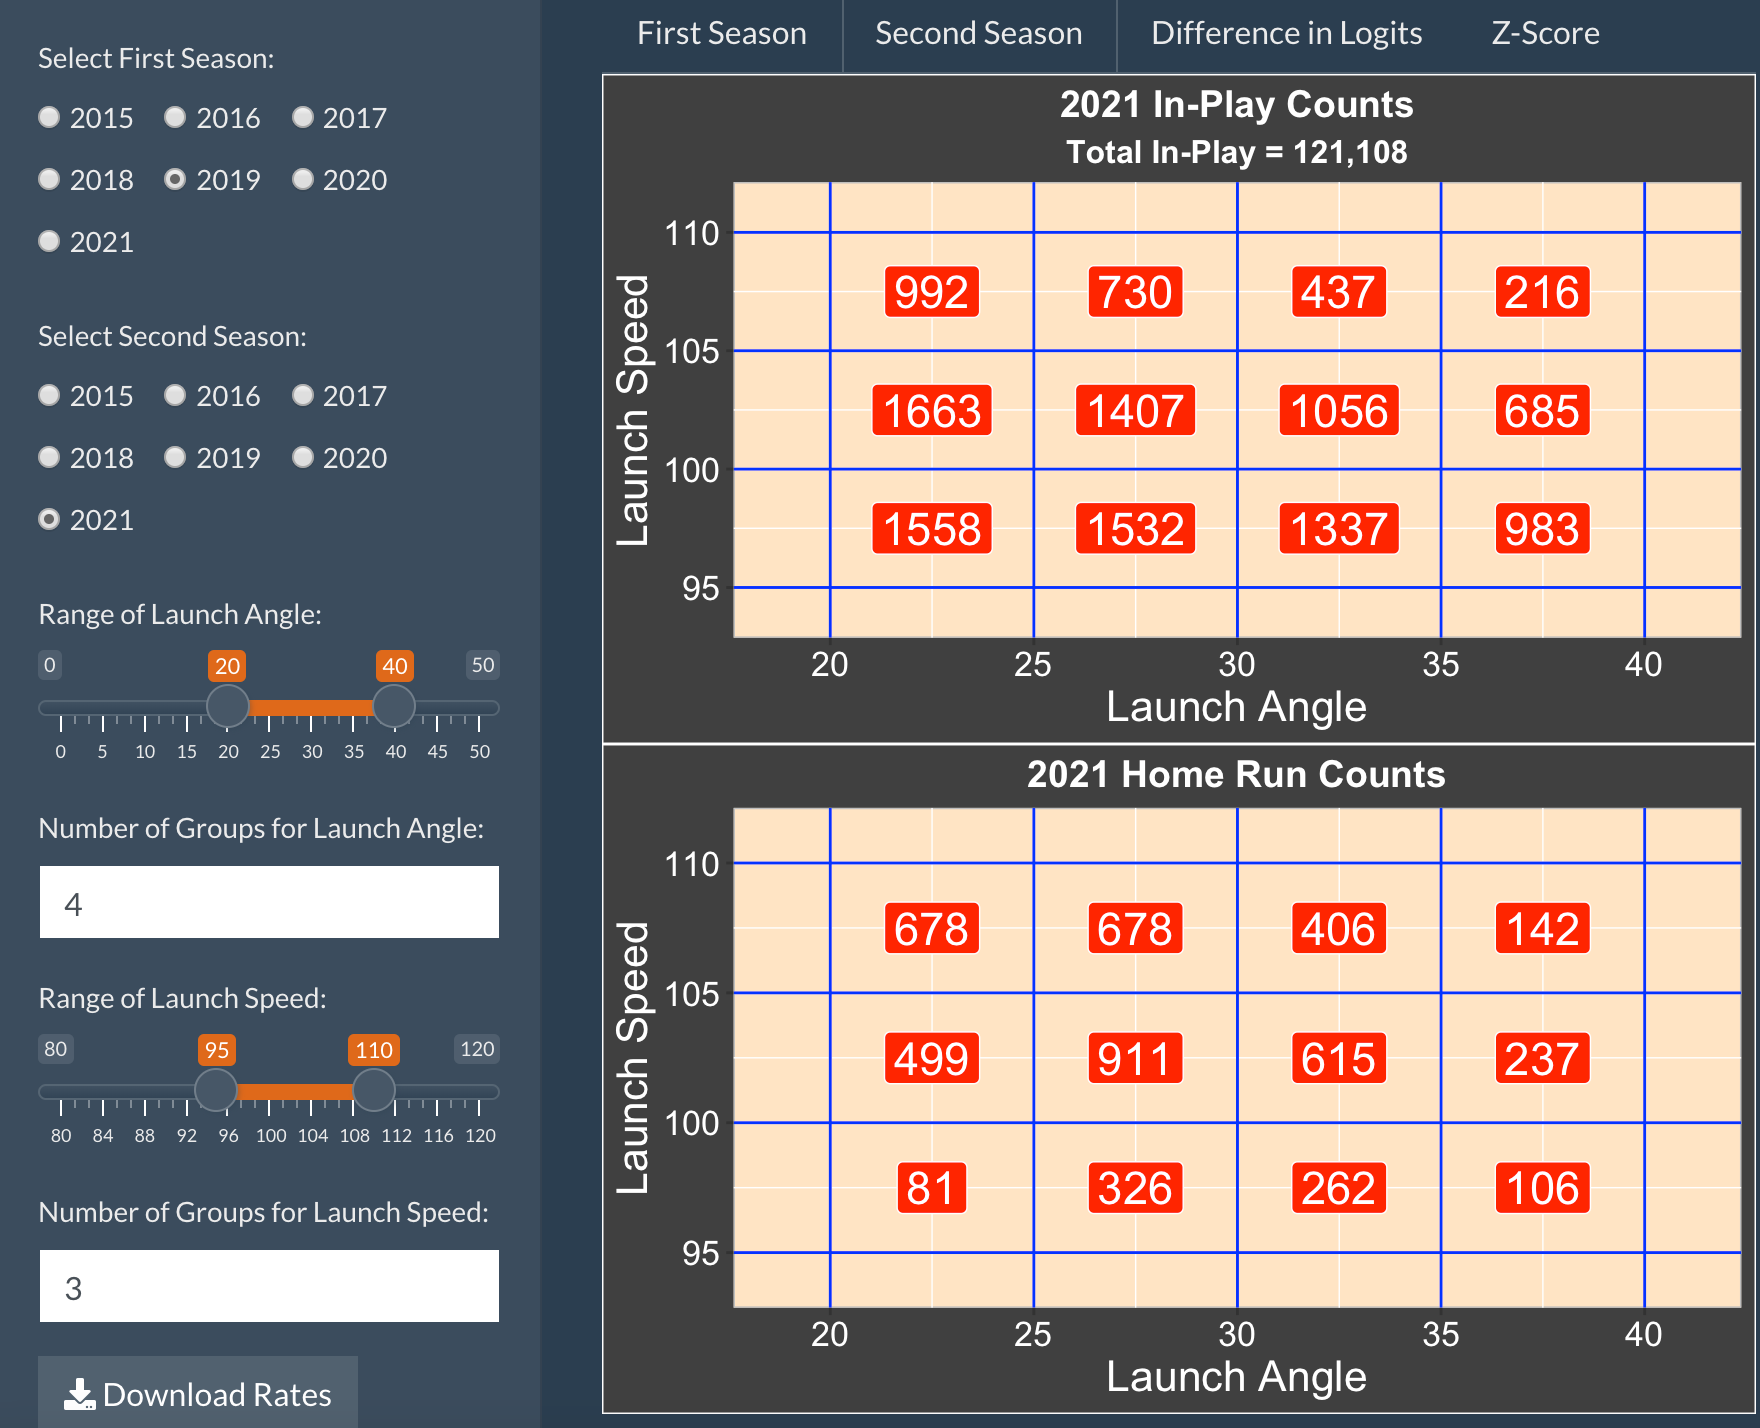 Select First Season:
2015 2016 2017
2018 2019 2020
2021
Select Second Season:
2015 2016 2017
2018 2019 2020
2021
Range of Launch Angle:
0 20 40 50
0 5 10 15 20 25 30 35 40 45 50
Number of Groups for Launch Angle:
4
Range of Launch Speed:
80 95 110 120
80 84 88 92 96 100 104 108 112 116 120
Number of Groups for Launch Speed:
3
Download Rates
First Season Second Season Difference in Logits Z-Score
2021 In-Play Counts
Total In-Play = 121,108
Launch Speed
110
992 730 437 216
105
1663 1407 1056 685
100
1558 1532 1337 983
95
20 25 30 35 40
Launch Angle
2021 Home Run Counts
Launch Speed
110
678 678 406 142
105
499 911 615 237
100
81 326 262 106
95
20 25 30 35 40
Launch Angle